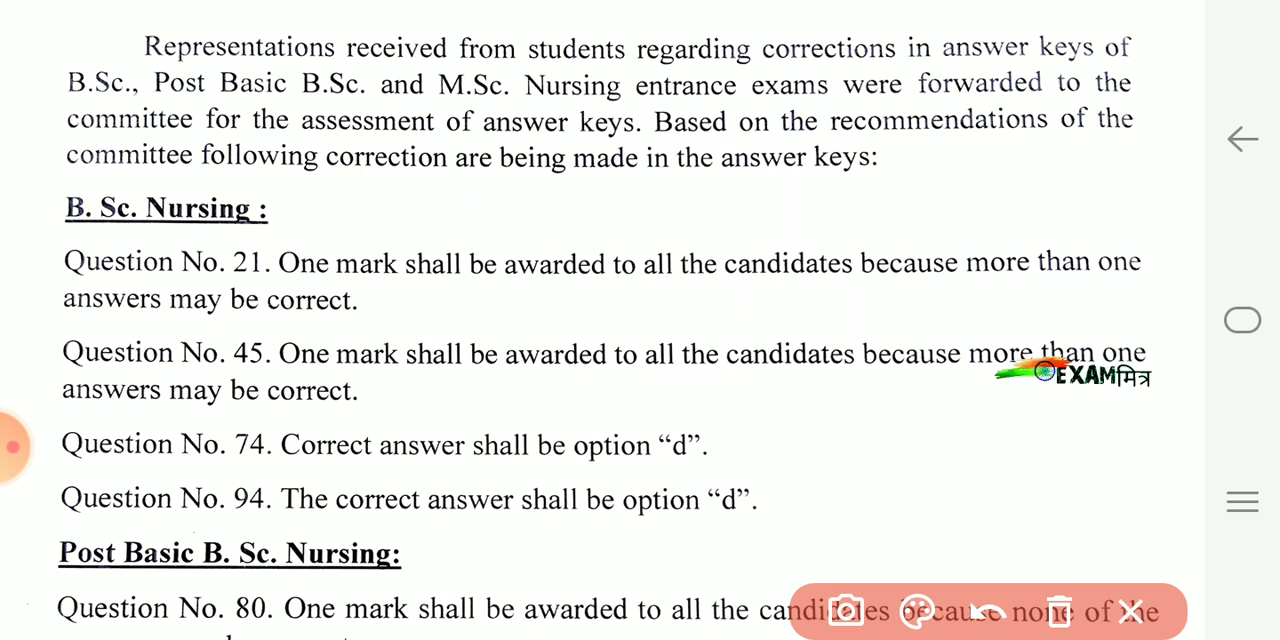 Representations received from students regarding corrections in answer keys of
B.Sc., Post Basic B.Sc. and M.Sc. Nursing entrance exams were forwarded to the
committee for the assessment of answer keys. Based on the recommendations of the
committee following correction are being made in the answer keys:
B. Sc. Nursing :
Question No. 21. One mark shall be awarded to all the candidates because more than one
answers may be correct.
Question No. 45. One mark shall be awarded to all the candidates because more than one
EXAMमित्र
answers may be correct.
Question No. 74. Correct answer shall be option “d”.
Question No. 94. The correct answer shall be option “d”.
Post Basic B. Sc. Nursing:
Question No. 80. One mark shall be awarded to all the candidates because none of the